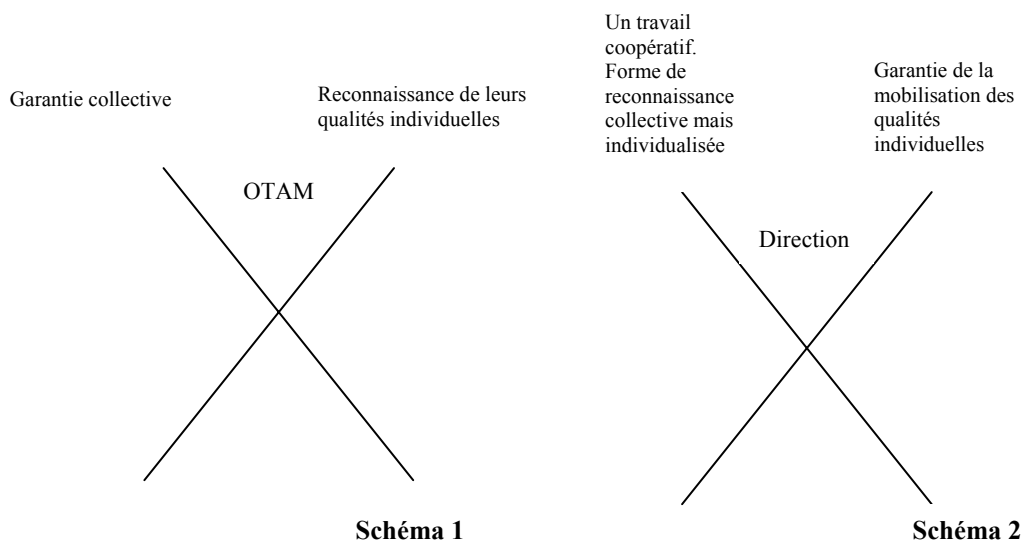 Garantie collective
Reconnaissance de leurs
qualités individuelles
OTAM
Schéma 1
Un travail
coopératif.
Forme de
reconnaissance
collective mais
individualisée
Garantie de la
mobilisation des
qualités
individuelles
Direction
Schéma 2